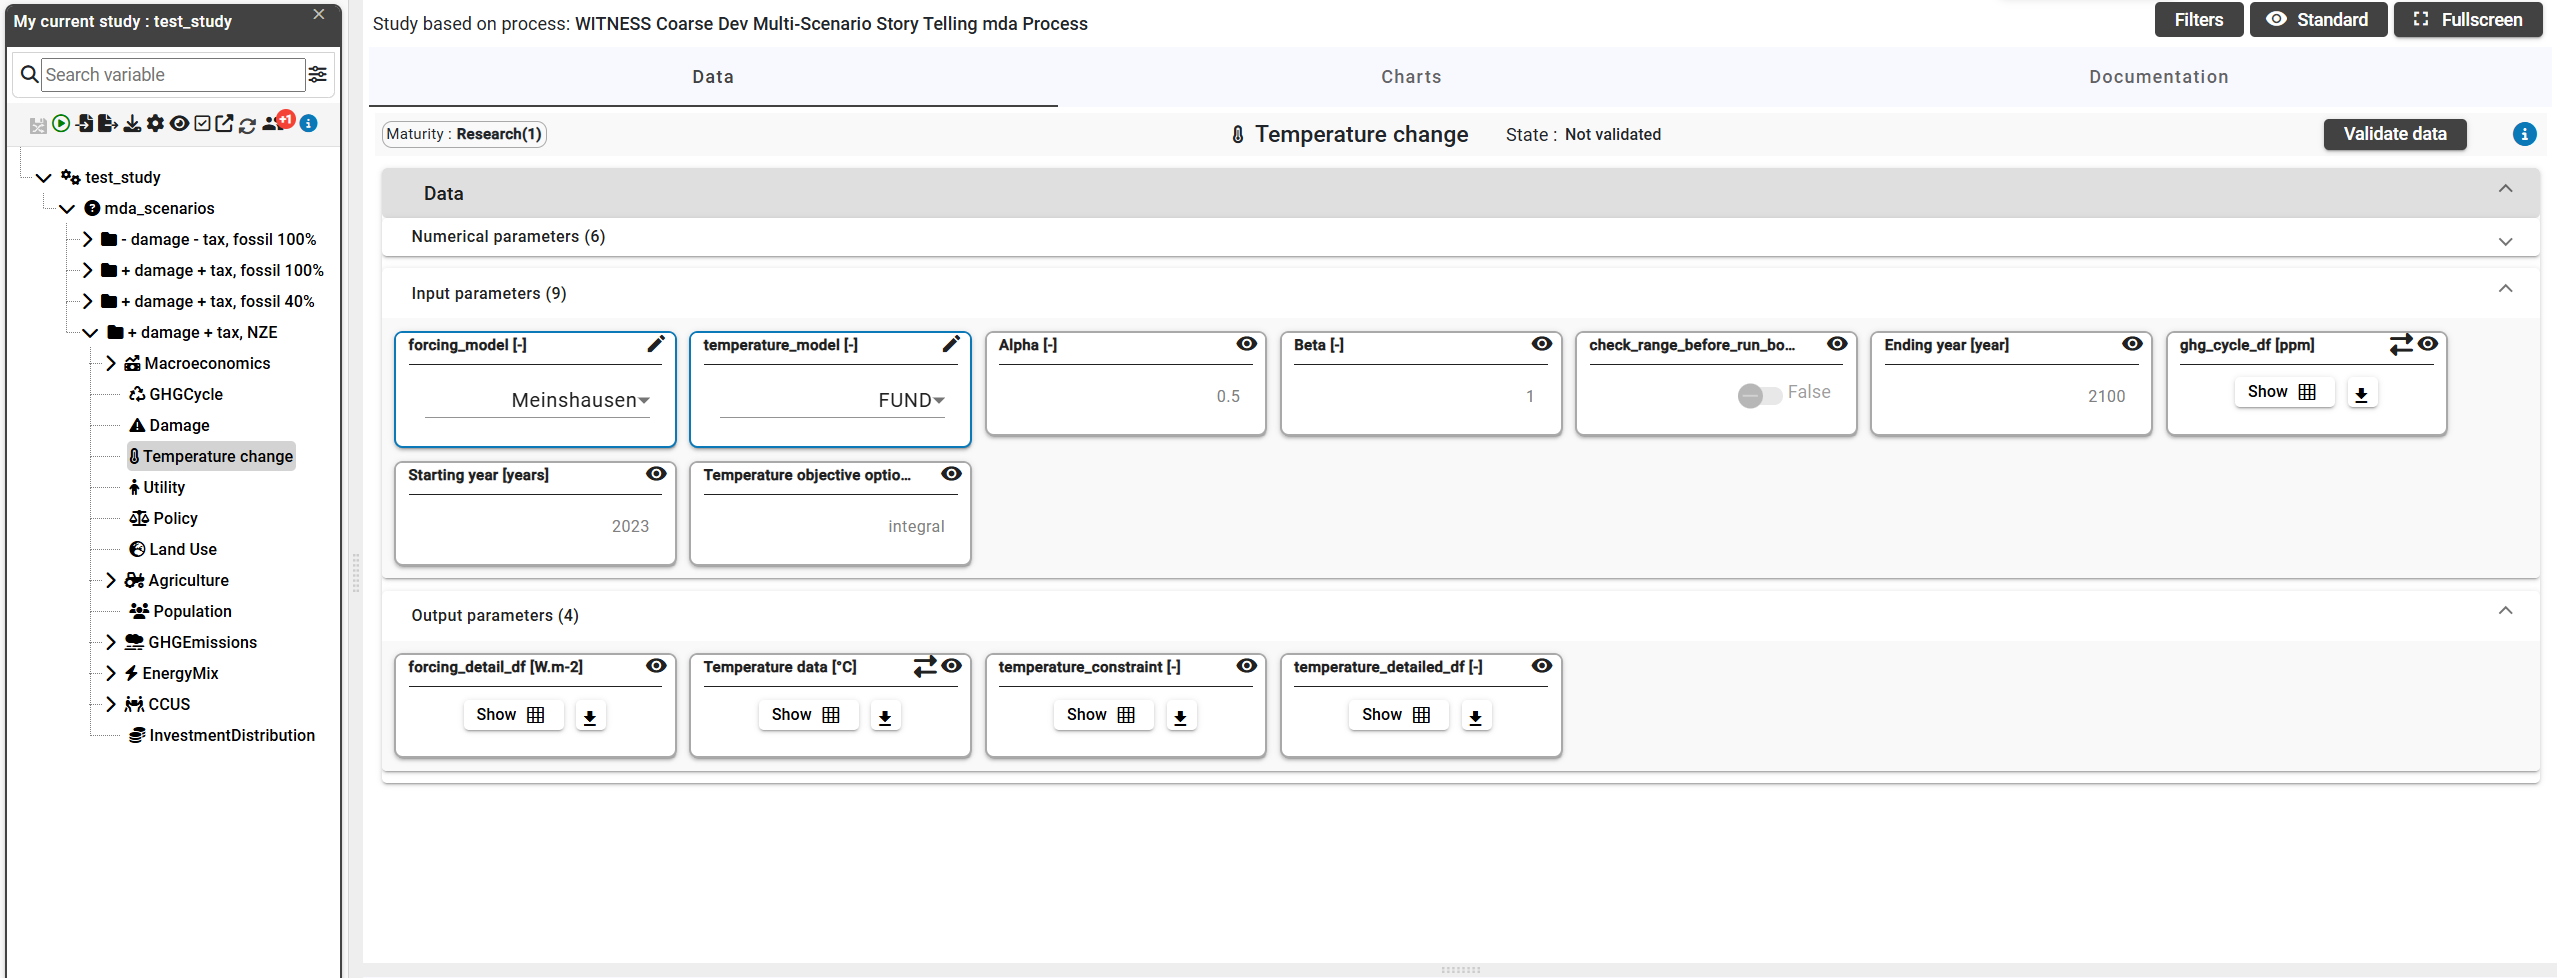 My current study : test_study
Search variable
+1
test_study
mda_scenarios
- damage - tax, fossil 100%
+ damage + tax, fossil 100%
+ damage + tax, fossil 40%
+ damage + tax, NZE
Macroeconomics
GHGCycle
Damage
Temperature change
Utility
Policy
Land Use
Agriculture
Population
GHGEmissions
EnergyMix
CCUS
InvestmentDistribution
Study based on process: WITNESS Coarse Dev Multi-Scenario Story Telling mda Process
Filters
Standard
Fullscreen
Data
Charts
Documentation
Maturity : Research(1)
Temperature change
State : Not validated
Validate data
Data
Numerical parameters (6)
Input parameters (9)
forcing_model [-]
Meinshausen
temperature_model [-]
FUND
Alpha [-]
0.5
Beta [-]
1
check_range_before_run_bo...
False
Ending year [year]
2100
ghg_cycle_df [ppm]
Show
Starting year [years]
2023
Temperature objective optio...
integral
Output parameters (4)
forcing_detail_df [W.m-2]
Show
Temperature data [°C]
Show
temperature_constraint [-]
Show
temperature_detailed_df [-]
Show